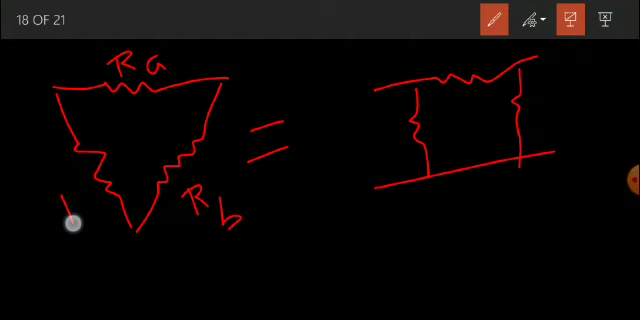 18 OF 21
Ra
=
Rb